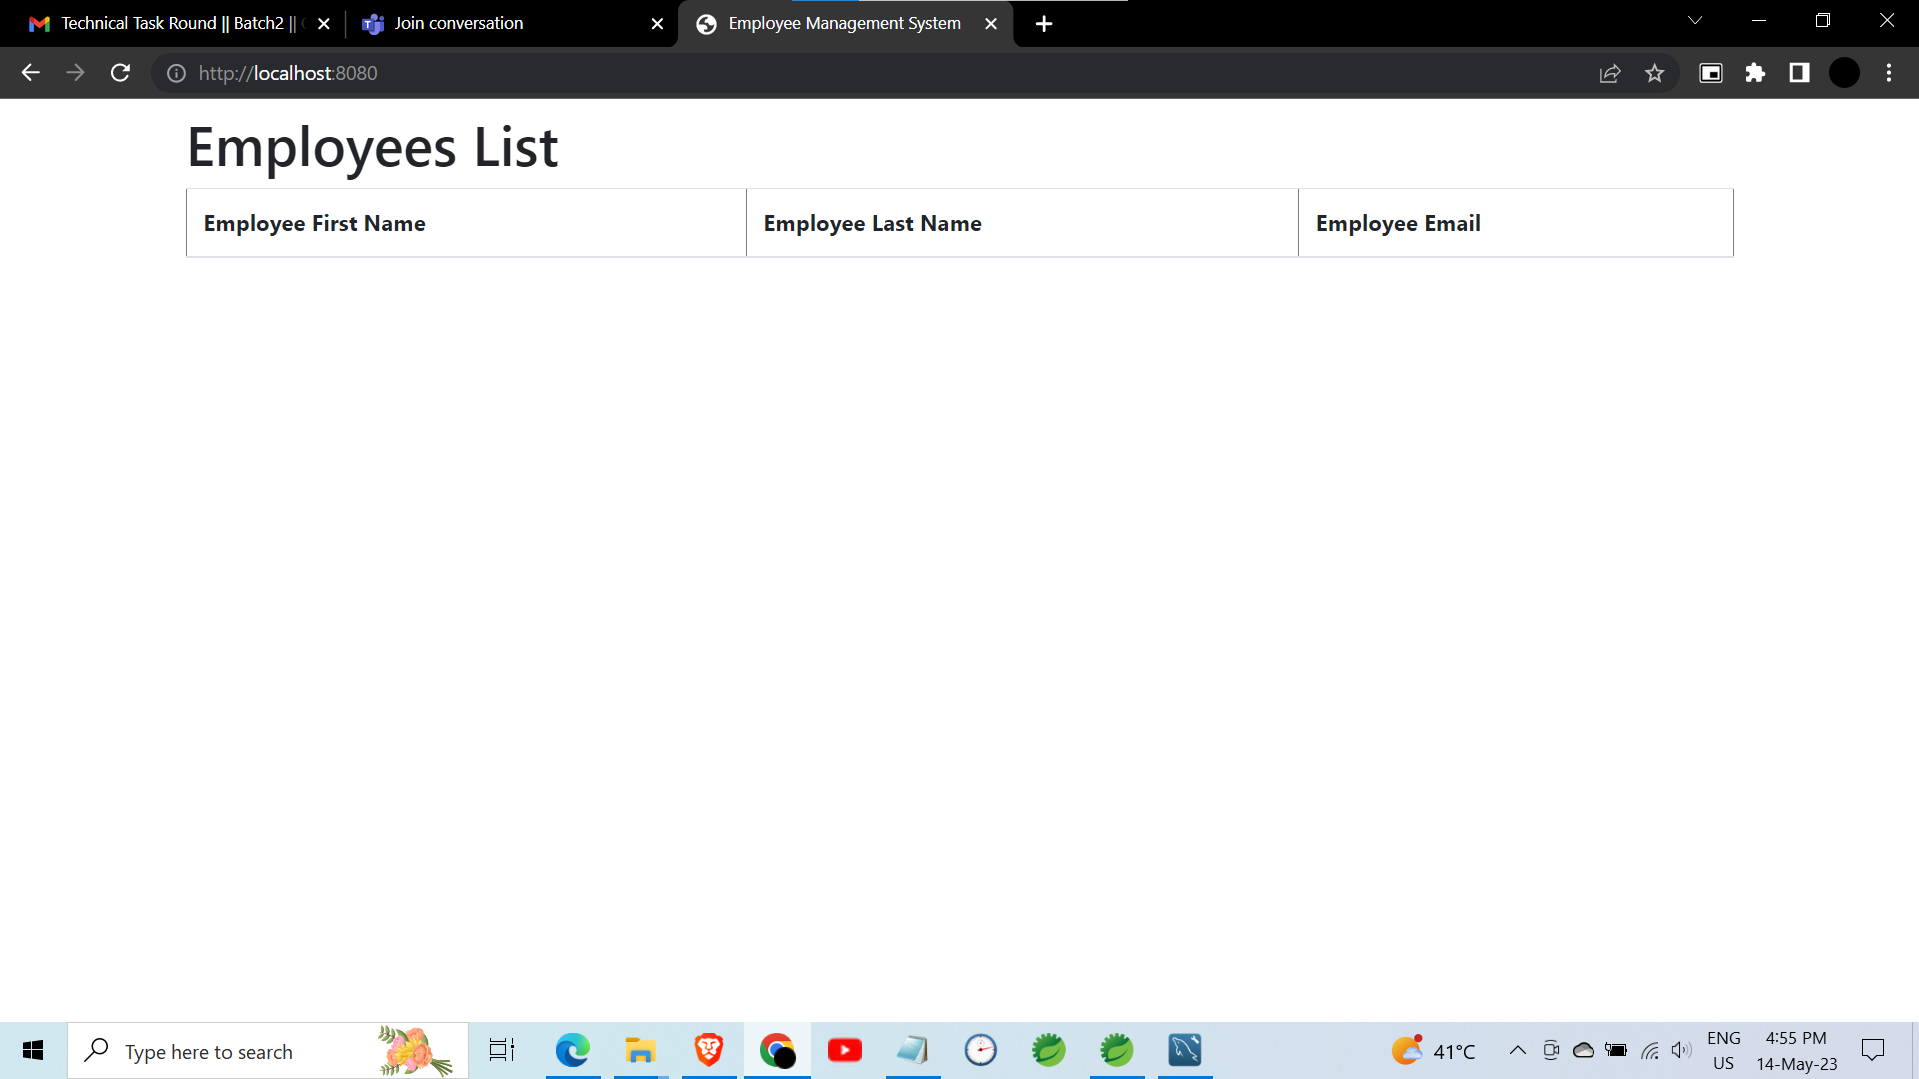 Technical Task Round || Batch2 ||
Join conversation
Employee Management System
http://localhost:8080
Employees List
Employee First Name
Employee Last Name
Employee Email
Type here to search
41°C
ENG
US
4:55 PM
14-May-23